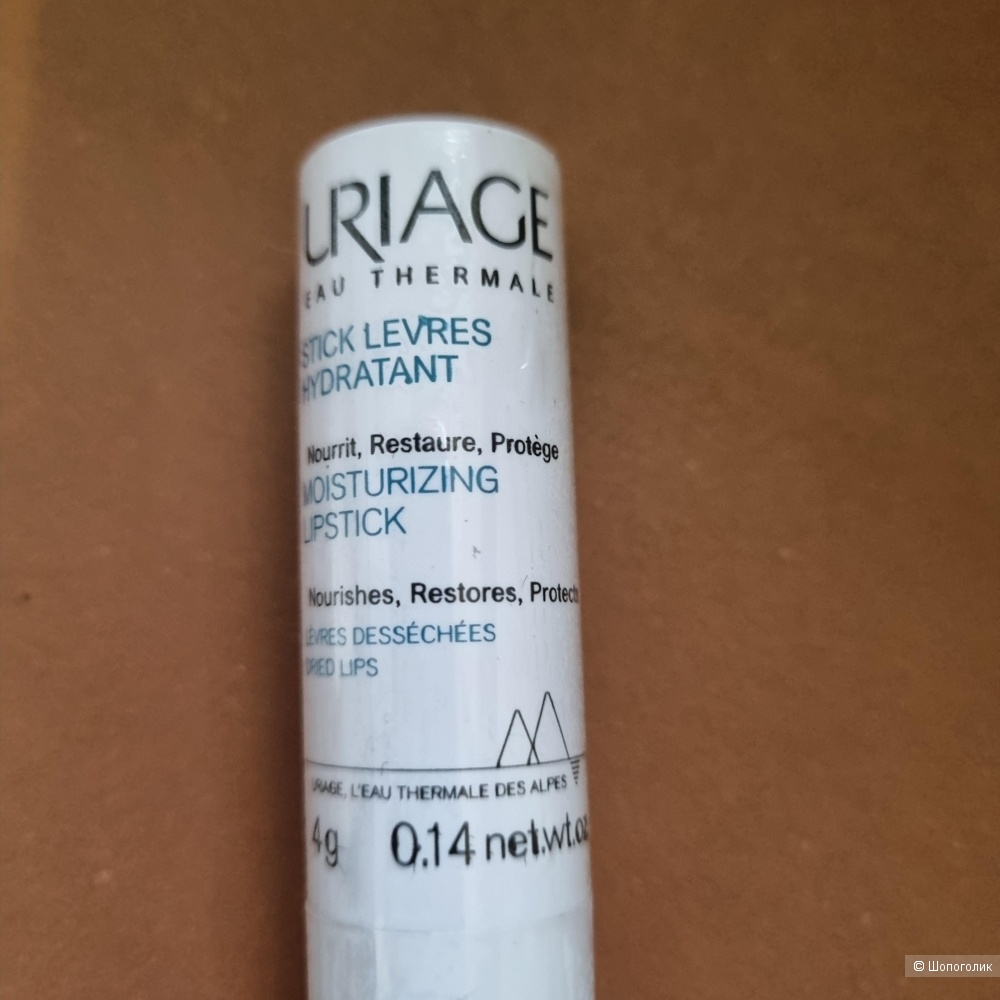 URIAGE
EAU THERMALE
STICK LEVRES
HYDRATANT
Nourrit, Restaure, Protège
MOISTURIZING
LIPSTICK
Nourishes, Restores, Protects
LÈVRES DESSÉCHÉES
DRIED LIPS
URIAGE, L'EAU THERMALE DES ALPES
4g 0.14 net.wt.oz
© Шопоголик